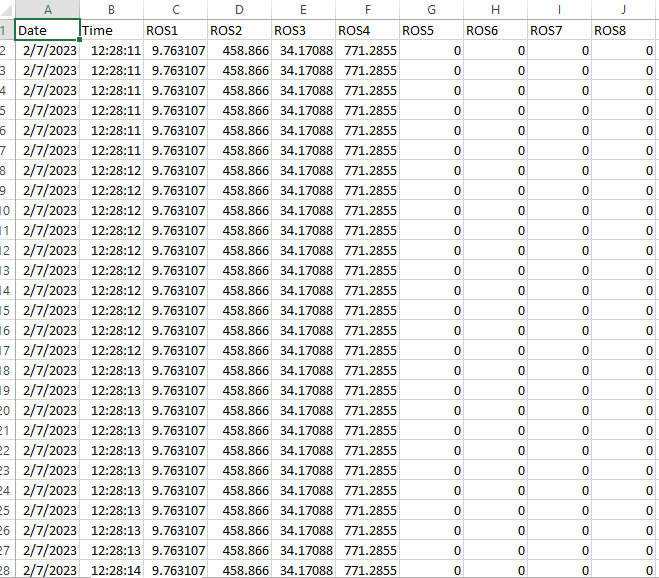 A B C D E F G H I J
1 Date Time ROS1 ROS2 ROS3 ROS4 ROS5 ROS6 ROS7 ROS8
2 2/7/2023 12:28:11 9.763107 458.866 34.17088 771.2855 0 0 0 0
3 2/7/2023 12:28:11 9.763107 458.866 34.17088 771.2855 0 0 0 0
4 2/7/2023 12:28:11 9.763107 458.866 34.17088 771.2855 0 0 0 0
5 2/7/2023 12:28:11 9.763107 458.866 34.17088 771.2855 0 0 0 0
6 2/7/2023 12:28:11 9.763107 458.866 34.17088 771.2855 0 0 0 0
7 2/7/2023 12:28:11 9.763107 458.866 34.17088 771.2855 0 0 0 0
8 2/7/2023 12:28:12 9.763107 458.866 34.17088 771.2855 0 0 0 0
9 2/7/2023 12:28:12 9.763107 458.866 34.17088 771.2855 0 0 0 0
10 2/7/2023 12:28:12 9.763107 458.866 34.17088 771.2855 0 0 0 0
11 2/7/2023 12:28:12 9.763107 458.866 34.17088 771.2855 0 0 0 0
12 2/7/2023 12:28:12 9.763107 458.866 34.17088 771.2855 0 0 0 0
13 2/7/2023 12:28:12 9.763107 458.866 34.17088 771.2855 0 0 0 0
14 2/7/2023 12:28:12 9.763107 458.866 34.17088 771.2855 0 0 0 0
15 2/7/2023 12:28:12 9.763107 458.866 34.17088 771.2855 0 0 0 0
16 2/7/2023 12:28:12 9.763107 458.866 34.17088 771.2855 0 0 0 0
17 2/7/2023 12:28:12 9.763107 458.866 34.17088 771.2855 0 0 0 0
18 2/7/2023 12:28:13 9.763107 458.866 34.17088 771.2855 0 0 0 0
19 2/7/2023 12:28:13 9.763107 458.866 34.17088 771.2855 0 0 0 0
20 2/7/2023 12:28:13 9.763107 458.866 34.17088 771.2855 0 0 0 0
21 2/7/2023 12:28:13 9.763107 458.866 34.17088 771.2855 0 0 0 0
22 2/7/2023 12:28:13 9.763107 458.866 34.17088 771.2855 0 0 0 0
23 2/7/2023 12:28:13 9.763107 458.866 34.17088 771.2855 0 0 0 0
24 2/7/2023 12:28:13 9.763107 458.866 34.17088 771.2855 0 0 0 0
25 2/7/2023 12:28:13 9.763107 458.866 34.17088 771.2855 0 0 0 0
26 2/7/2023 12:28:13 9.763107 458.866 34.17088 771.2855 0 0 0 0
27 2/7/2023 12:28:13 9.763107 458.866 34.17088 771.2855 0 0 0 0
28 2/7/2023 12:28:14 9.763107 458.866 34.17088 771.2855 0 0 0 0